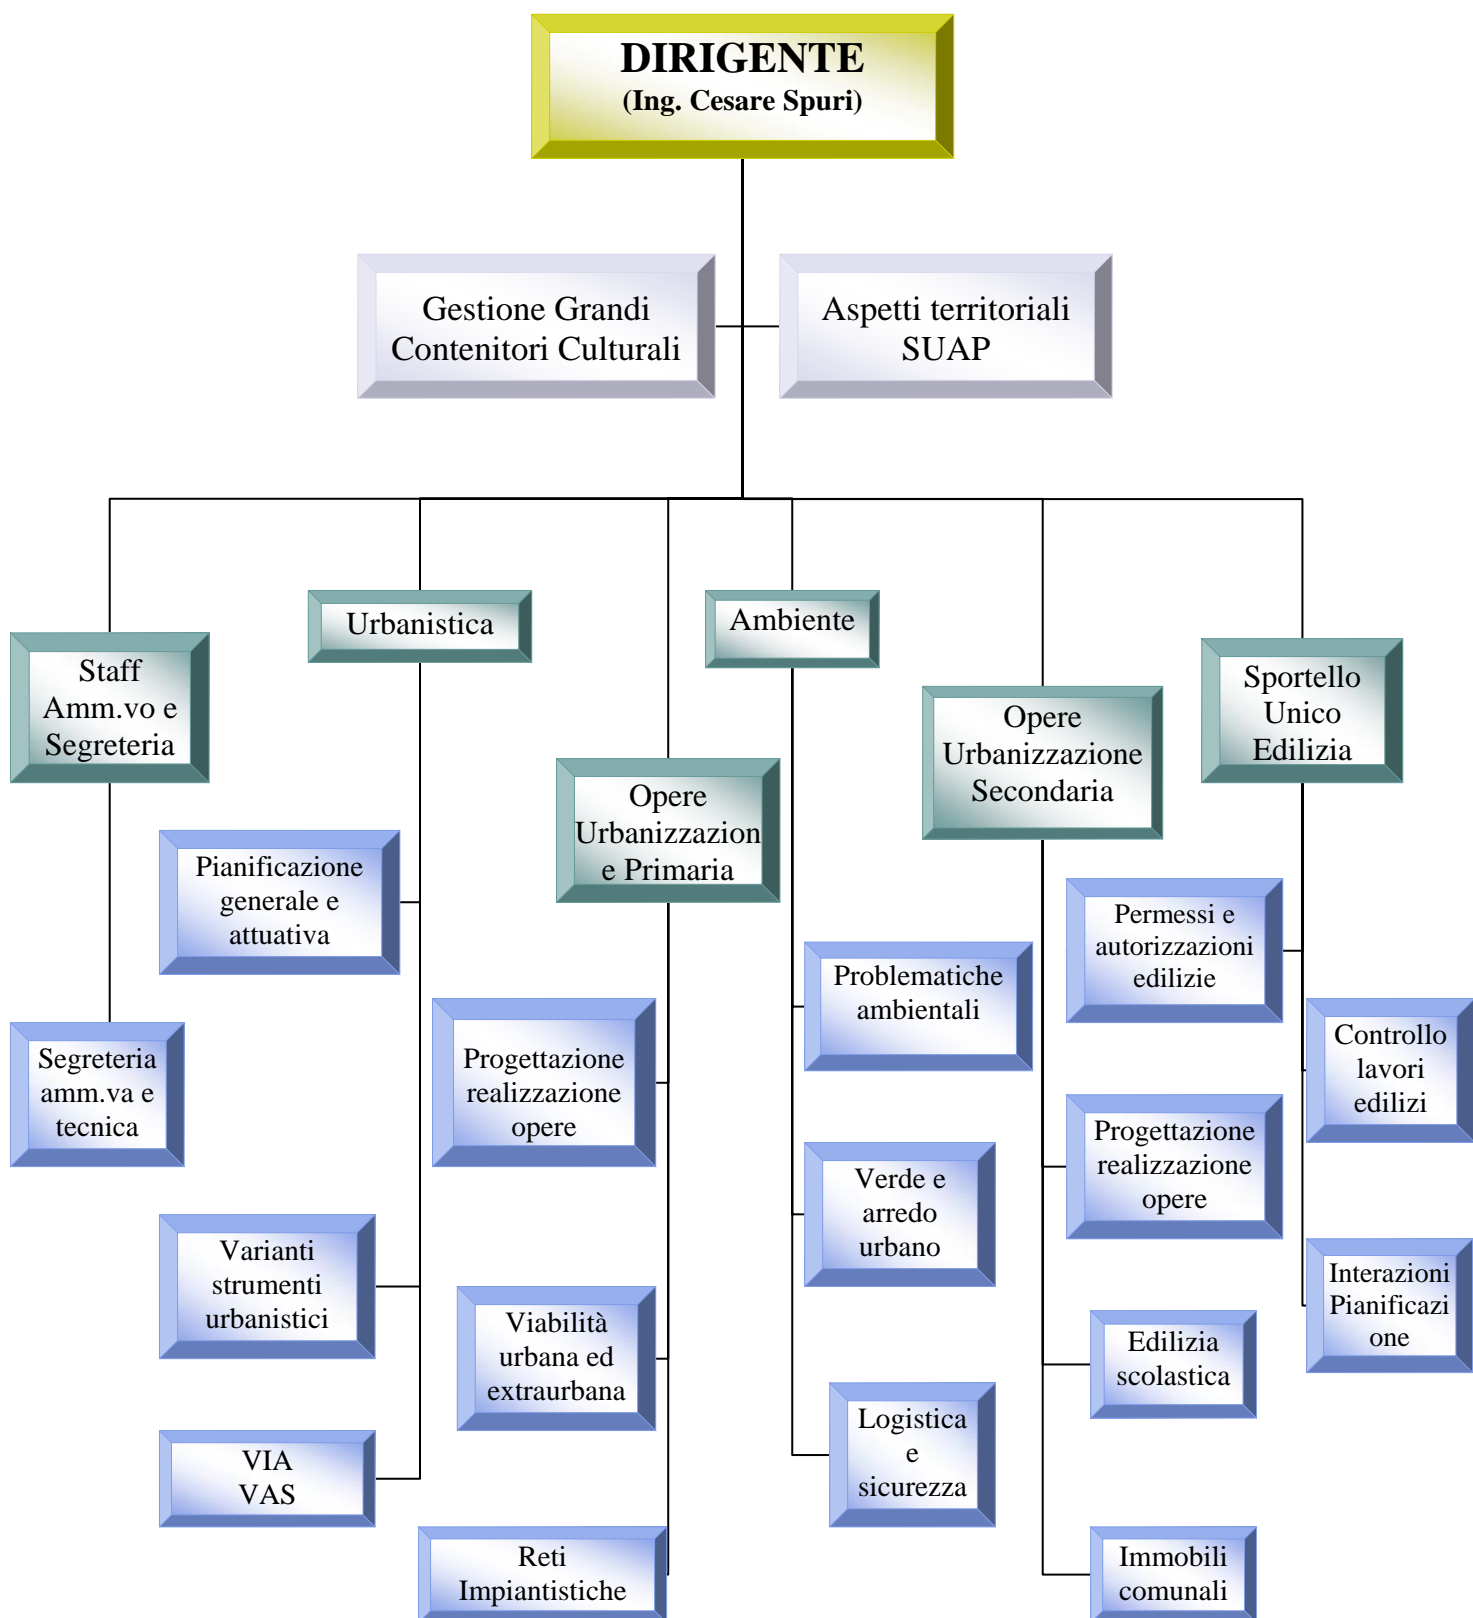 DIRIGENTE
(Ing. Cesare Spuri)
Gestione Grandi
Contenitori Culturali
Aspetti territoriali
SUAP
Staff
Amm.vo e
Segreteria
Urbanistica
Opere
Urbanizzazion
e Primaria
Ambiente
Opere
Urbanizzazione
Secondaria
Sportello
Unico
Edilizia
Segreteria
amm.va e
tecnica
Pianificazione
generale e
attuativa
Varianti
strumenti
urbanistici
VIA
VAS
Progettazione
realizzazione
opere
Viabilità
urbana ed
extraurbana
Reti
Impiantistiche
Problematiche
ambientali
Verde e
arredo
urbano
Logistica
e
sicurezza
Progettazione
realizzazione
opere
Edilizia
scolastica
Immobili
comunali
Permessi e
autorizzazioni
edilizie
Controllo
lavori
edilizi
Interazioni
Pianificazi
one